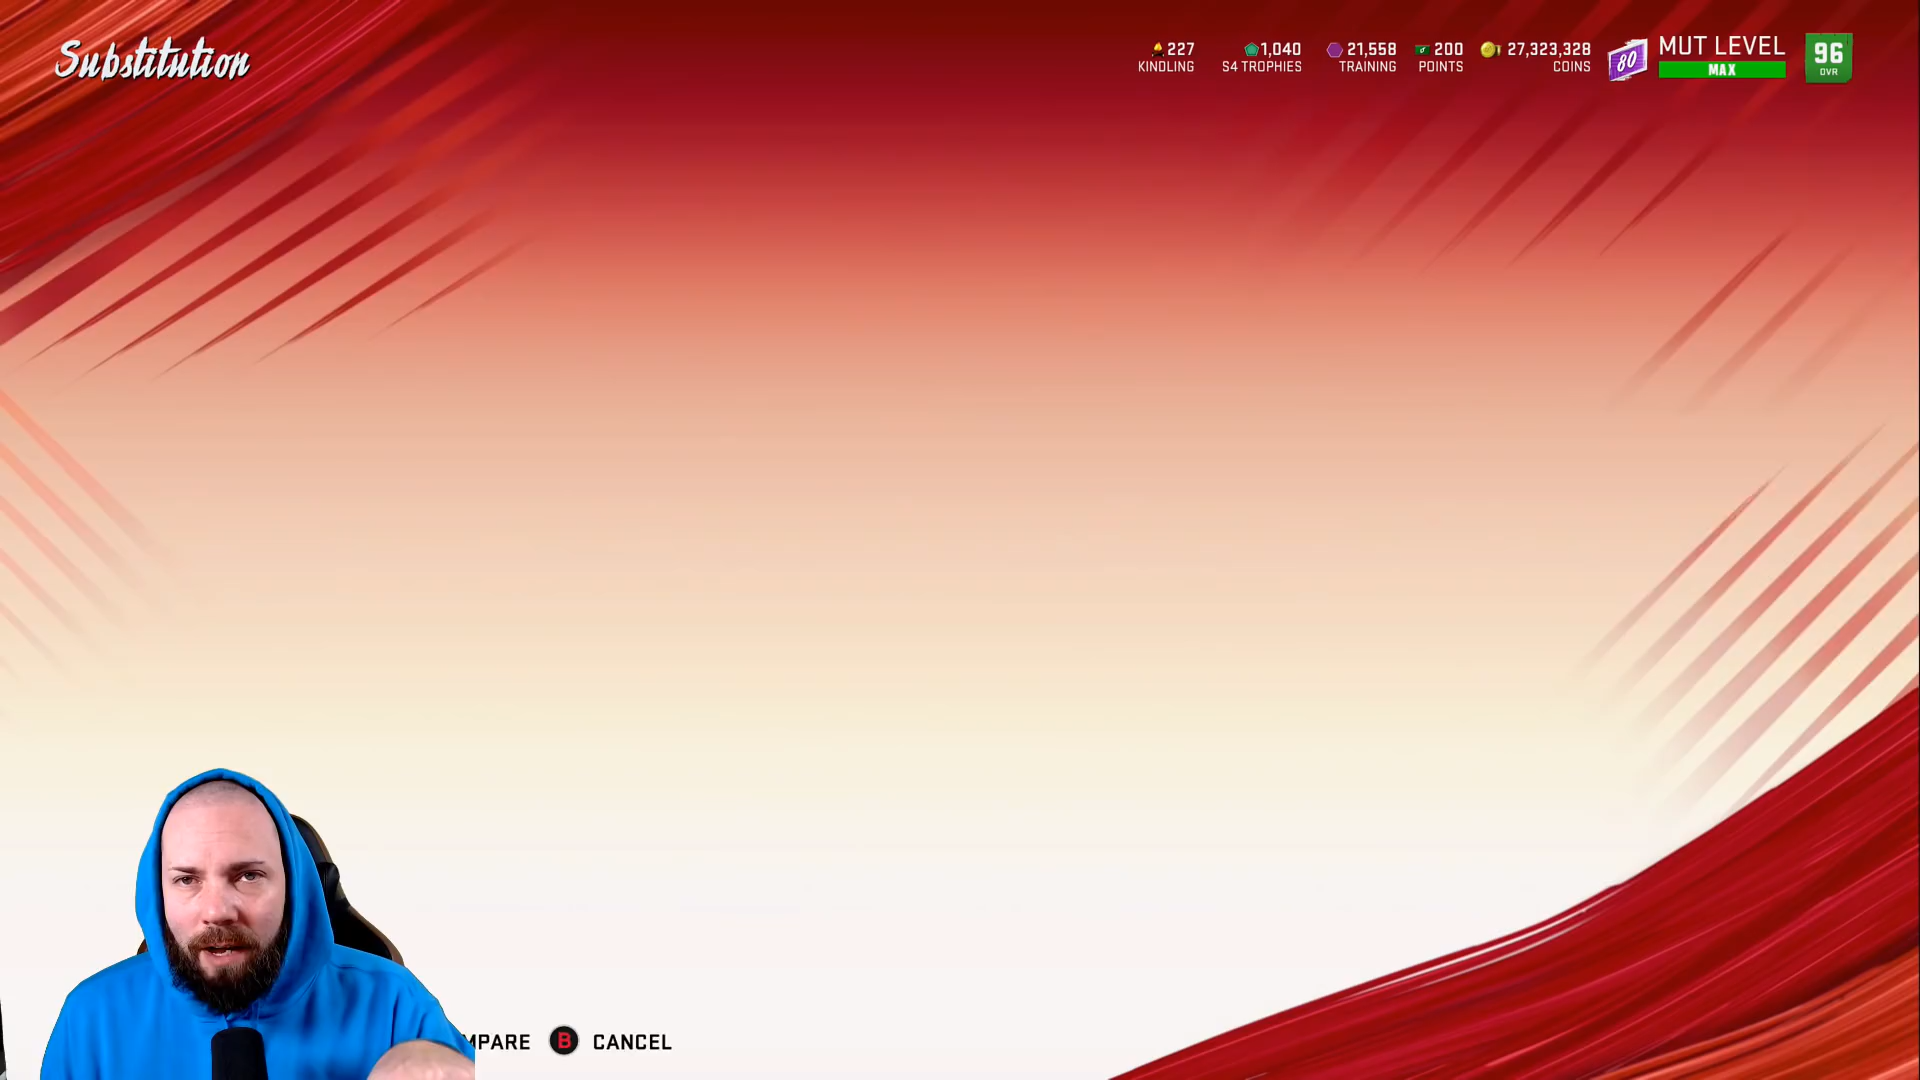 Substitution
227
KINDLING
1,040
S4 TROPHIES
21,558
TRAINING
200
POINTS
27,323,328
COINS
80
MUT LEVEL
MAX
96
OVR
MPARE
B CANCEL